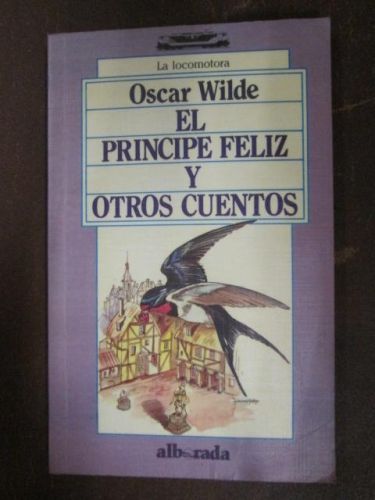 La locomotora
Oscar Wilde
EL
PRINCIPE FELIZ
Y
OTROS CUENTOS
alborada